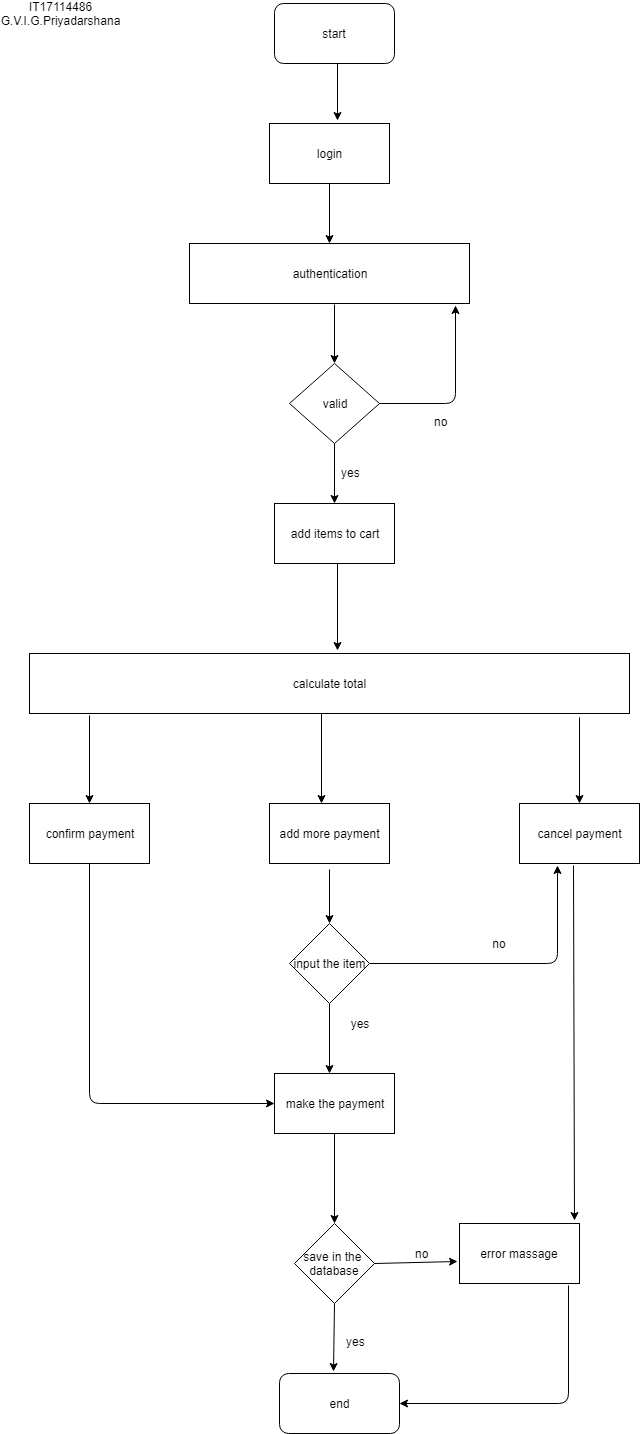 IT17114486
G.V.I.G.Priyadarshana
start
login
authentication
valid
no
yes
add items to cart
calculate total
confirm payment
add more payment
cancel payment
no
input the item
yes
make the payment
save in the
database
no
error massage
yes
end